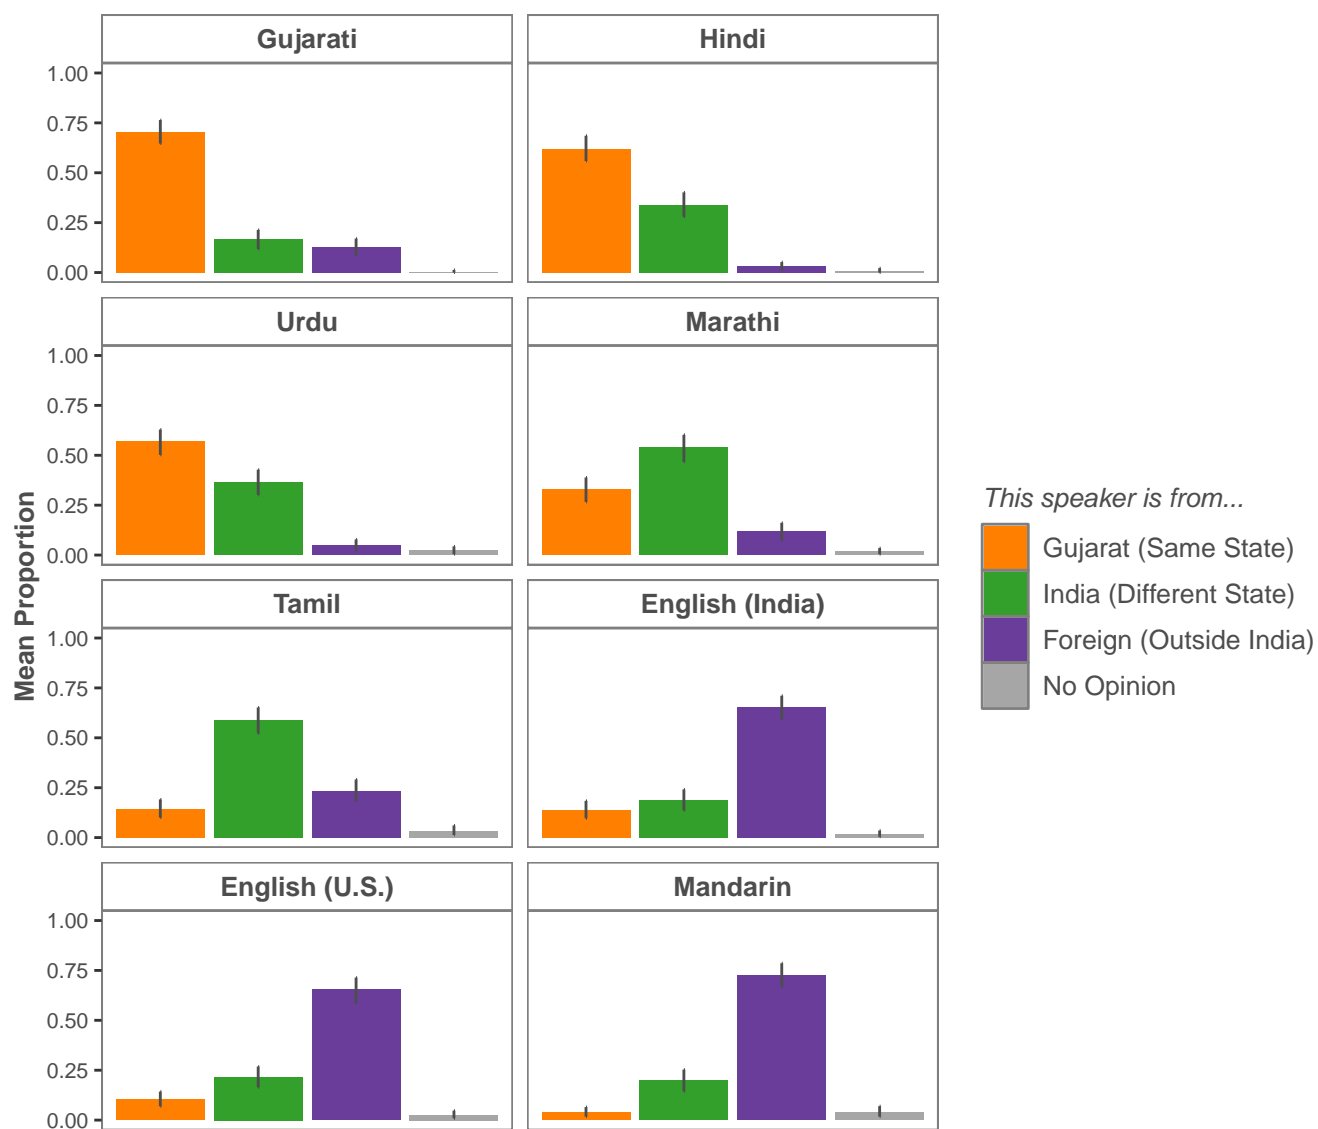 Gujarati
Hindi
1.00
0.75
0.50
0.25
0.00
Urdu
Marathi
1.00
0.75
0.50
0.25
0.00
Tamil
English (India)
1.00
0.75
0.50
0.25
0.00
English (U.S.)
Mandarin
1.00
0.75
0.50
0.25
0.00
Mean Proportion
This speaker is from...
Gujarat (Same State)
India (Different State)
Foreign (Outside India)
No Opinion